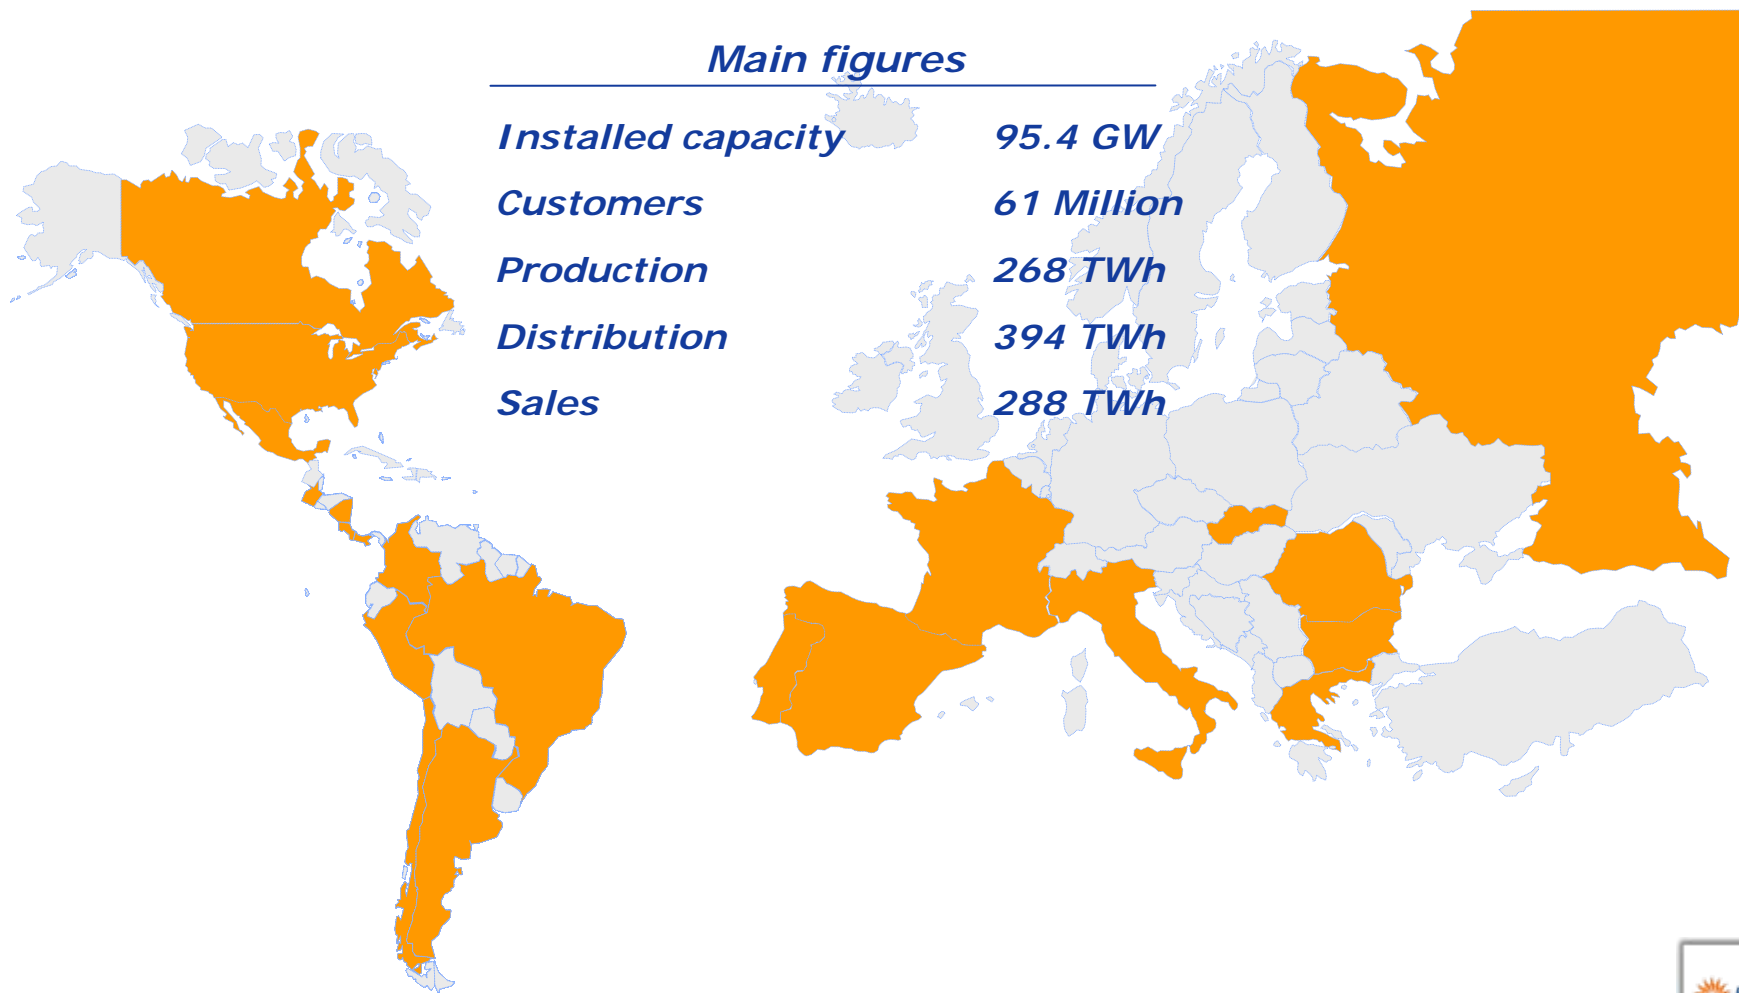 Main figures
Installed capacity 95.4 GW
Customers 61 Million
Production 268 TWh
Distribution 394 TWh
Sales 288 TWh